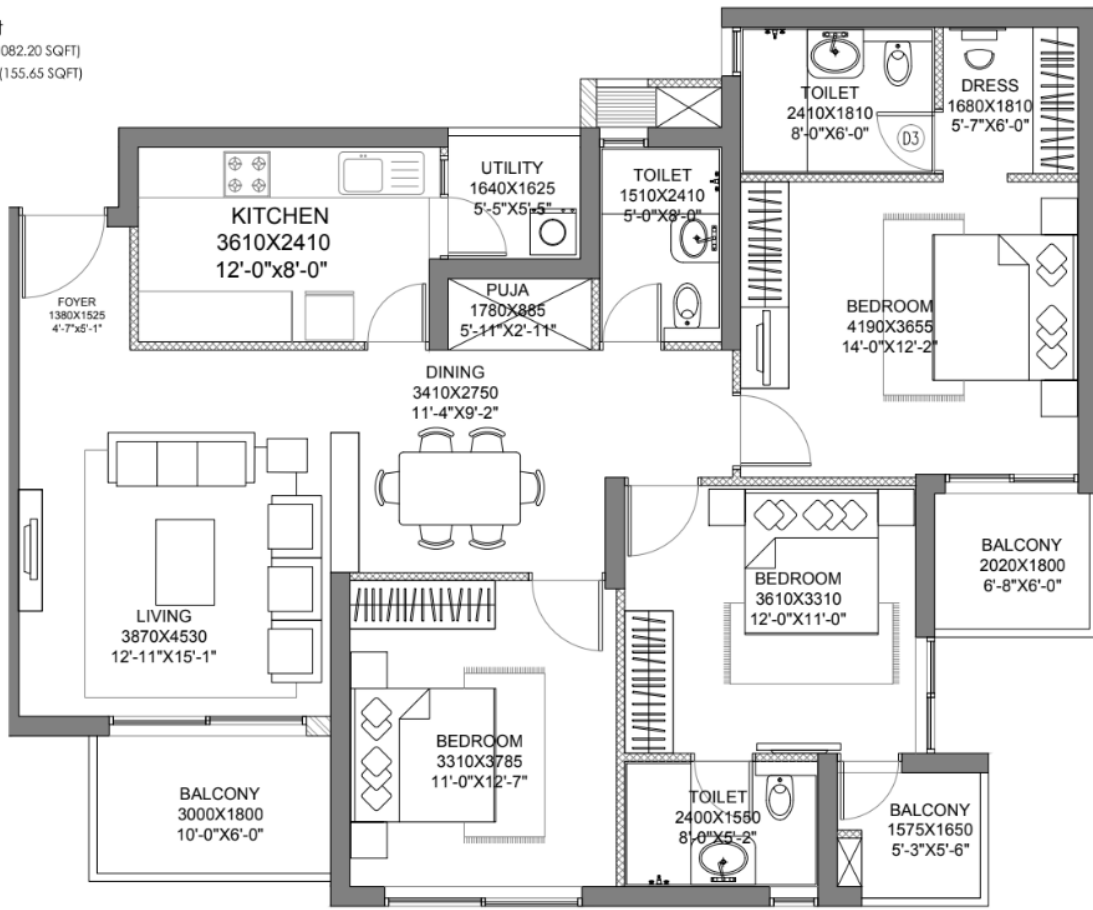 082.20 SQFT)
(155.65 SQFT)
TOILET
2410X1810
8'-0"X6'-0"
D3
DRESS
1680X1810
5'-7"X6'-0"
UTILITY
1640X1625
5'-5"X5'-5"
TOILET
1510X2410
5'-0"X8'-0"
KITCHEN
3610X2410
12'-0"x8'-0"
FOYER
1380X1525
4'-7"x5'-1"
PUJA
1780X885
5'-11"X2'-11"
BEDROOM
4190X3655
14'-0"X12'-2"
DINING
3410X2750
11'-4"X9'-2"
BALCONY
2020X1800
6'-8"X6'-0"
BEDROOM
3610X3310
12'-0"X11'-0"
LIVING
3870X4530
12'-11"X15'-1"
BEDROOM
3310X3785
11'-0"X12'-7"
BALCONY
3000X1800
10'-0"X6'-0"
TOILET
2400X1550
8'-0"X5'-2"
BALCONY
1575X1650
5'-3"X5'-6"